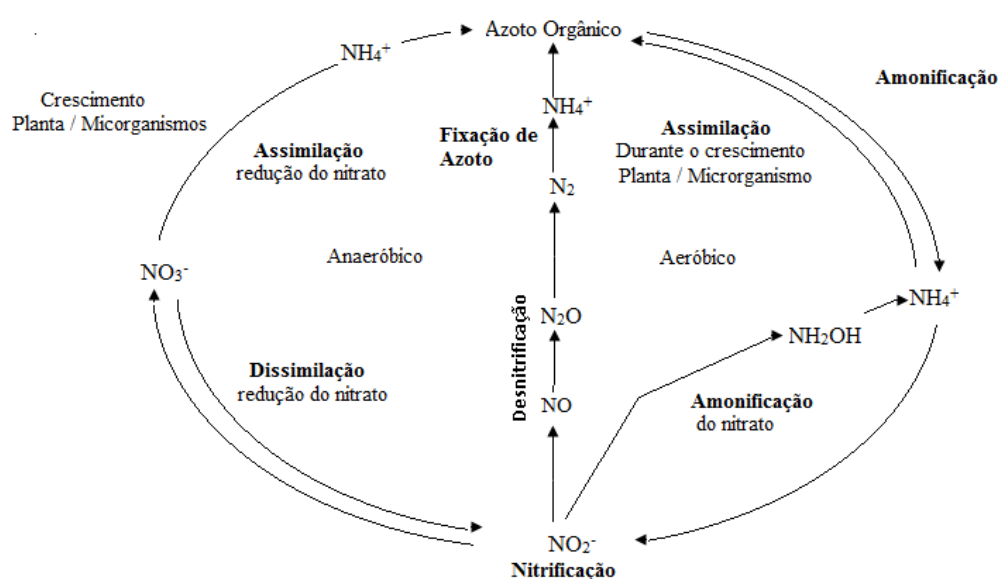 Azoto Orgânico
NH4+
Amonificação
Crescimento
Planta / Micorganismos
NH4+
Fixação de
Azoto
Assimilação
Durante o crescimento
Planta / Microrganismo
Assimilação
redução do nitrato
N2
Anaeróbico
Aeróbico
NO3-
NH4+
N2O
NH2OH
Desnitrificação
Dissimilação
redução do nitrato
NO
Amonificação
do nitrato
NO2-
Nitrificação